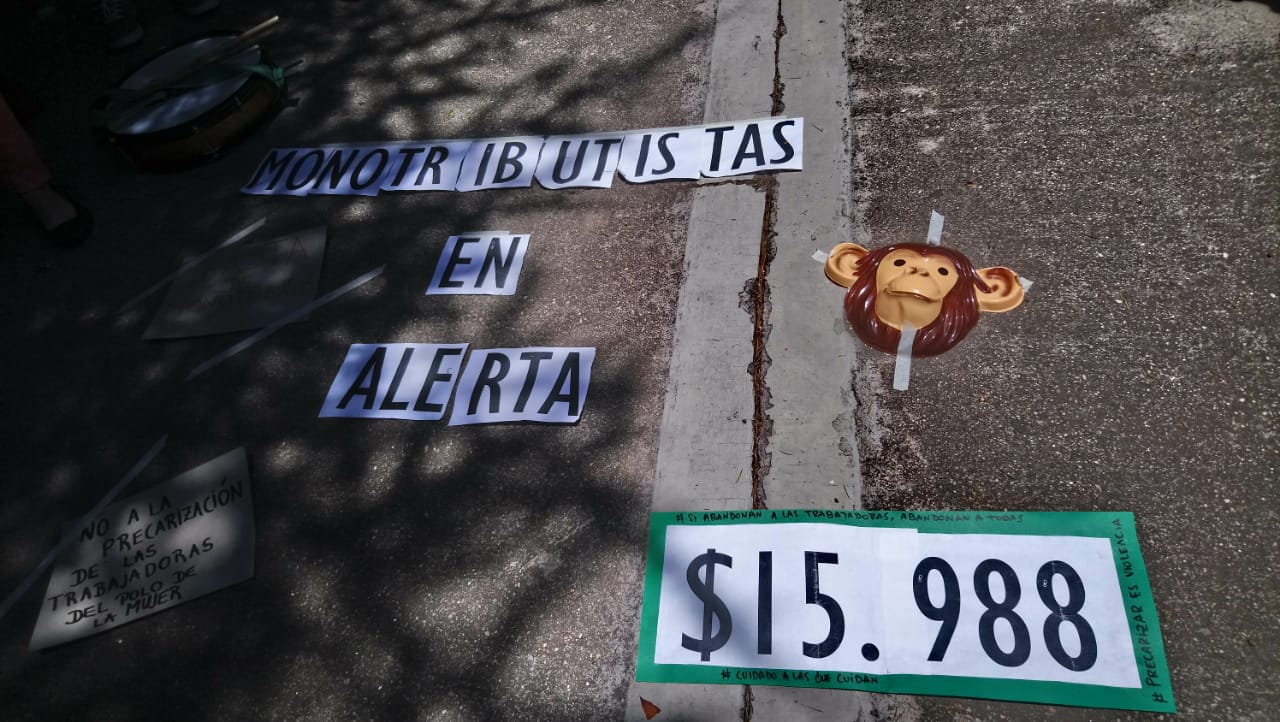 MONOTRIBUTISTAS
EN
ALERTA
NO A LA
PRECARIZACIÓN
DE LAS
TRABAJADORAS
DEL POLO DE
LA MUJER
# SI ABANDONAN A LAS TRABAJADORAS, ABANDONAN A TODAS
$15.988
# CUIDADO A LAS QUE CUIDAN
# PRECARIZAR ES VIOLENCIA